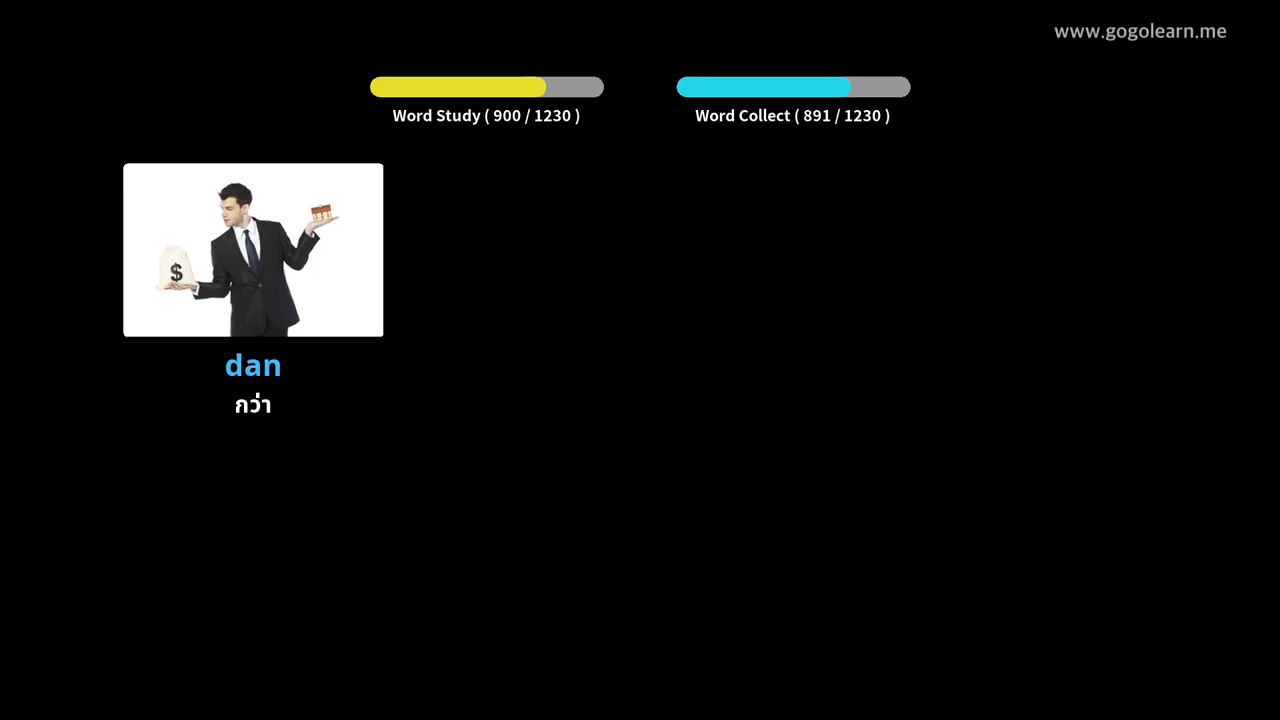 www.gogolearn.me
Word Study ( 900 / 1230 )
Word Collect ( 891 / 1230 )
$
dan
กว่า